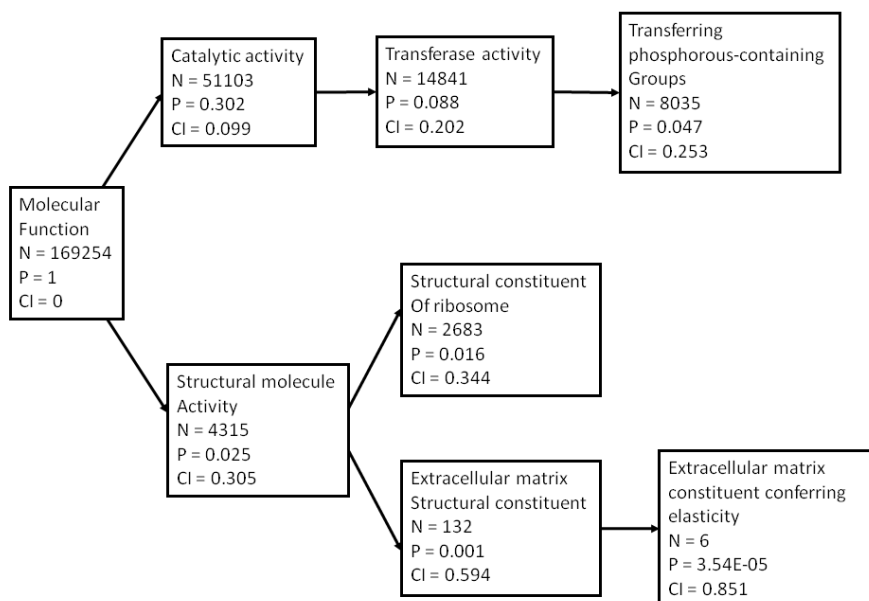 Catalytic activity
N = 51103
P = 0.302
CI = 0.099
Transferase activity
N = 14841
P = 0.088
CI = 0.202
Transferring
phosphorous-containing
Groups
N = 8035
P = 0.047
CI = 0.253
Molecular
Function
N = 169254
P = 1
CI = 0
Structural constituent
Of ribosome
N = 2683
P = 0.016
CI = 0.344
Structural molecule
Activity
N = 4315
P = 0.025
CI = 0.305
Extracellular matrix
Structural constituent
N = 132
P = 0.001
CI = 0.594
Extracellular matrix
constituent conferring
elasticity
N = 6
P = 3.54E-05
CI = 0.851